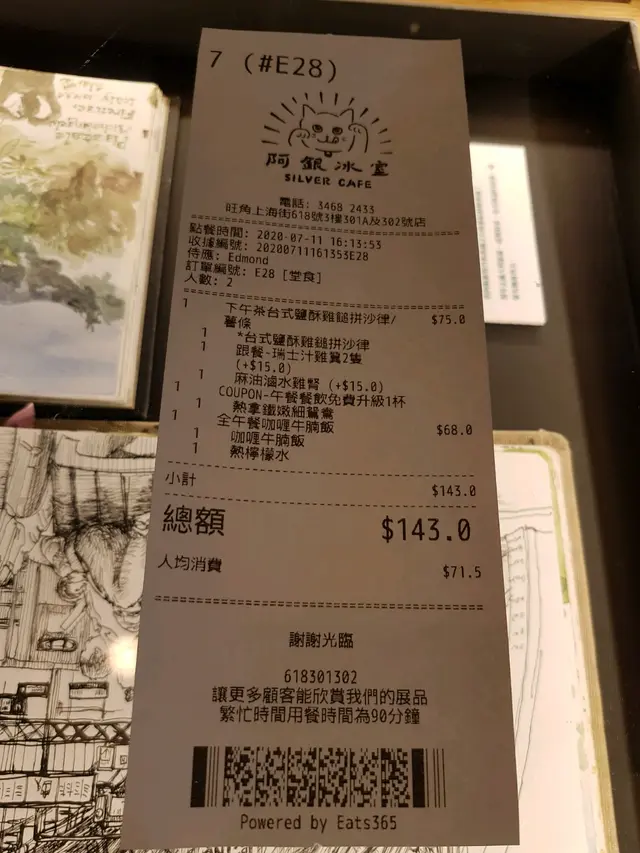 7 (#E28)
阿銀冰室
SILVER CAFE
電話: 3468 2433
旺角上海街618號3樓301A及302號店
點餐時間: 2020-07-11 16:13:53
收據編號: 20200711161353E28
侍應: Edmond
訂單編號: E28 [堂食]
人數: 2
1 下午茶台式鹽酥雞髓拼沙律/ $75.0
薯條
1 *台式鹽酥雞髓拼沙律
1 跟餐-瑞士汁雞翼2隻
(+$15.0)
1 麻油滷水雞腎 (+$15.0)
1 COUPON-午餐餐飲免費升級1杯
1 熱拿鐵嫩細鴛鴦
1 全午餐咖喱牛腩飯 $68.0
1 咖喱牛腩飯
1 熱檸檬水
小計 $143.0
總額 $143.0
人均消費 $71.5
謝謝光臨
618301302
讓更多顧客能欣賞我們的展品
繁忙時間用餐時間為90分鐘
Powered by Eats365